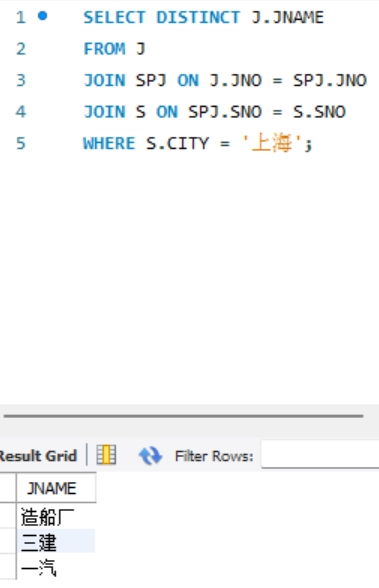 1 SELECT DISTINCT J.JNAME
2 FROM J
3 JOIN SPJ ON J.JNO = SPJ.JNO
4 JOIN S ON SPJ.SNO = S.SNO
5 WHERE S.CITY = '上海';
Result Grid Filter Rows:
JNAME
造船厂
三建
一汽